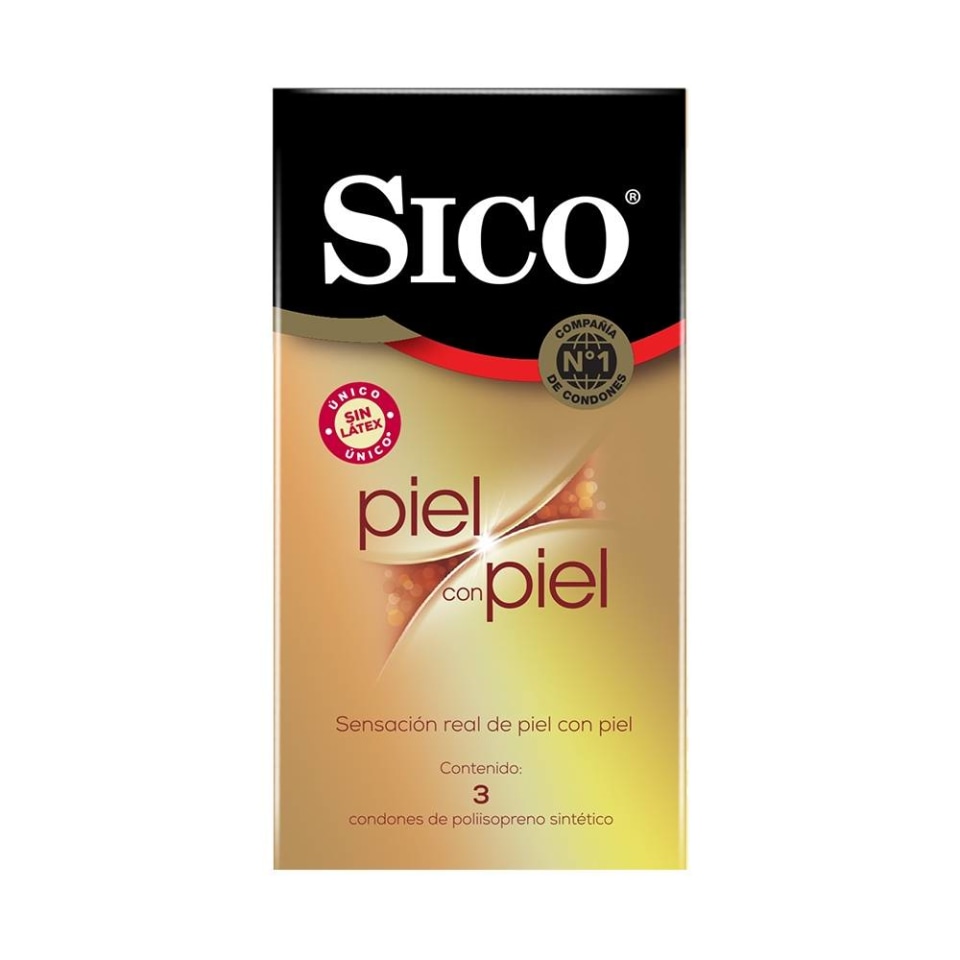 SICO®
COMPAÑÍA
N°1
DE CONDONES
ÚNICO
SIN
LÁTEX
ÚNICO®
piel
con piel
Sensación real de piel con piel
Contenido:
3
condones de poliisopreno sintético